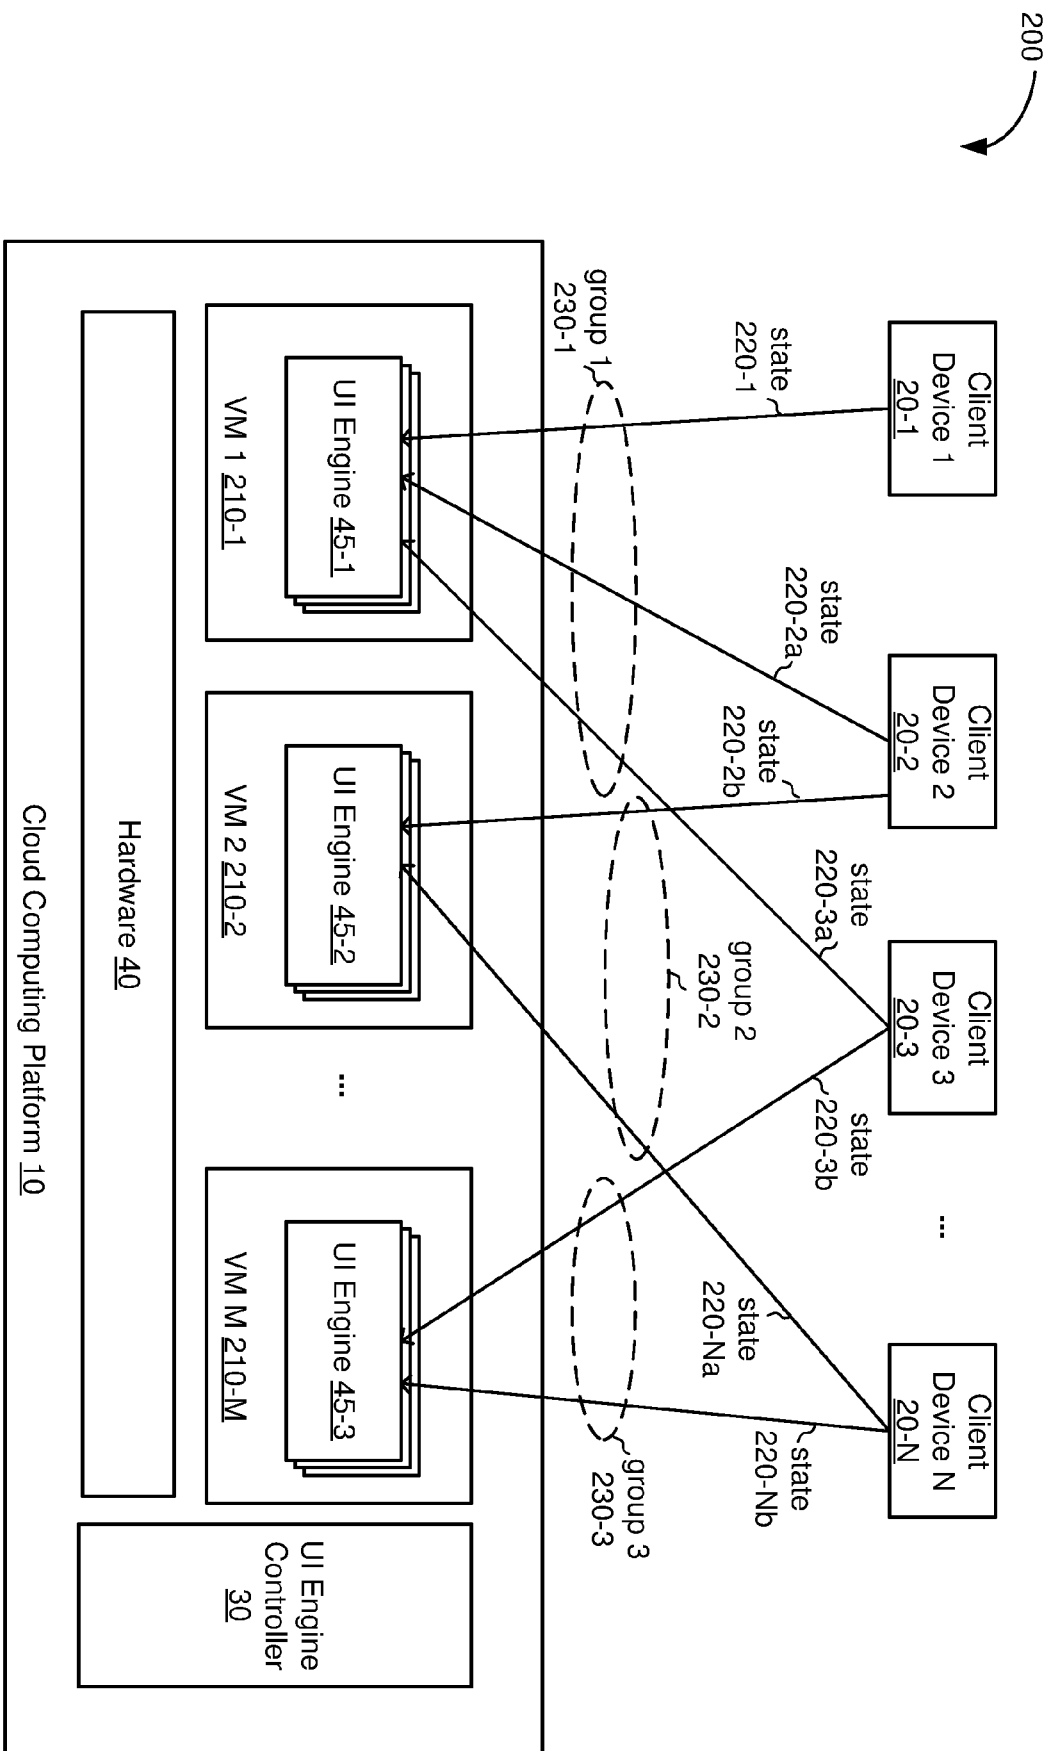 200
Client
Device 1
20-1
Client
Device 2
20-2
Client
Device 3
20-3
...
Client
Device N
20-N
state
220-1
state
220-2a
state
220-2b
state
220-3a
state
220-3b
state
220-Na
state
220-Nb
group 1
230-1
group 2
230-2
group 3
230-3
UI Engine 45-1
VM 1 210-1
UI Engine 45-2
VM 2 210-2
...
UI Engine 45-3
VM M 210-M
UI Engine
Controller
30
Hardware 40
Cloud Computing Platform 10